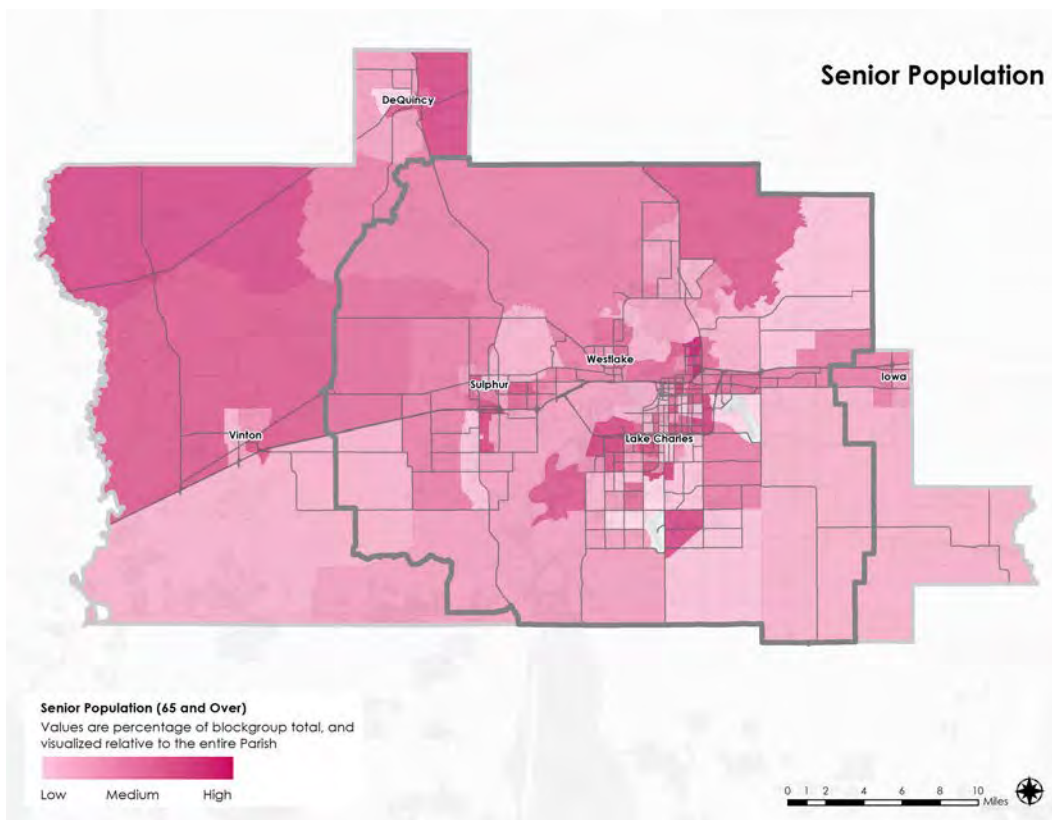 Senior Population
DeQuincy
Westlake
Sulphur
Iowa
Vinton
Lake Charles
Senior Population (65 and Over)
Values are percentage of blockgroup total, and
visualized relative to the entire Parish
Low Medium High
0 1 2 4 6 8 10
Miles